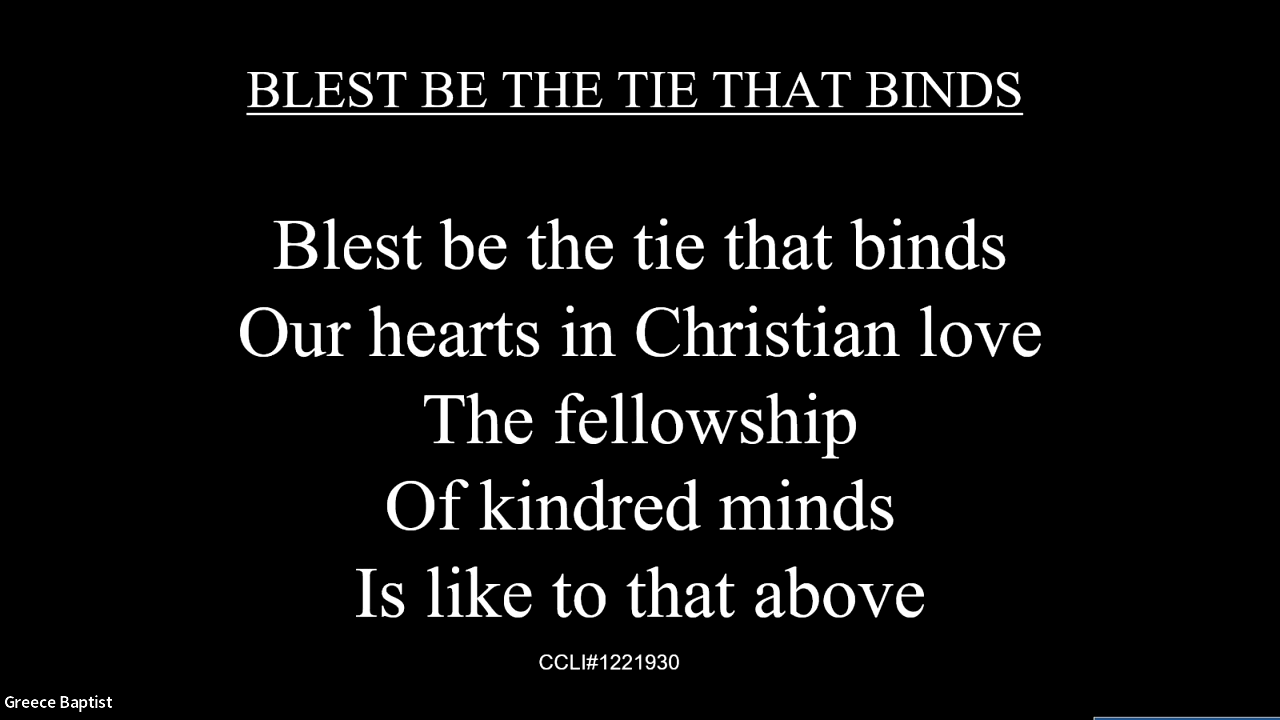 BLEST BE THE TIE THAT BINDS
Blest be the tie that binds
Our hearts in Christian love
The fellowship
Of kindred minds
Is like to that above
CCLI#1221930
Greece Baptist